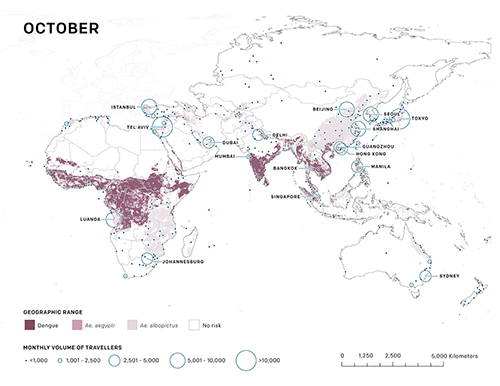 OCTOBER
ISTANBUL
BEIJING
SEOUL
TOKYO
TEL AVIV
SHANGHAI
DUBAI
DELHI
GUANGZHOU
HONG KONG
MUMBAI
BANGKOK
MANILA
SINGAPORE
LUANDA
JOHANNESBURG
SYDNEY
GEOGRAPHIC RANGE
Dengue Ae. aegypti Ae. albopictus No risk
MONTHLY VOLUME OF TRAVELLERS
<1,000 1,001 - 2,500 2,501 - 5,000 5,001 - 10,000 >10,000
0 1,250 2,500 5,000 Kilometers